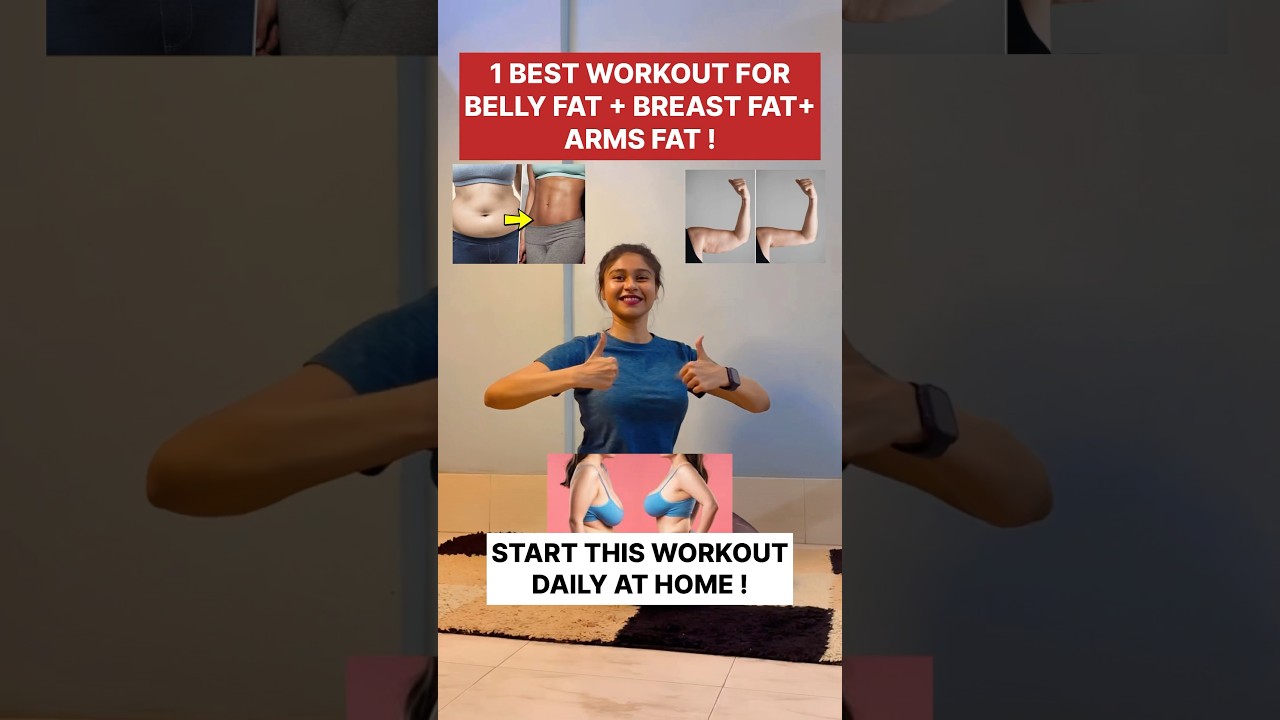 1 BEST WORKOUT FOR
BELLY FAT + BREAST FAT+
ARMS FAT !
START THIS WORKOUT
DAILY AT HOME !